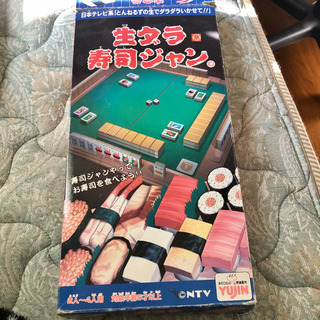 日本テレビ系「とんねるずの生でダラダラいかせて!!」
生ダラ
寿司ジャン
寿司ジャンやって
お寿司を食べよう!!
©NTV
YUJIN